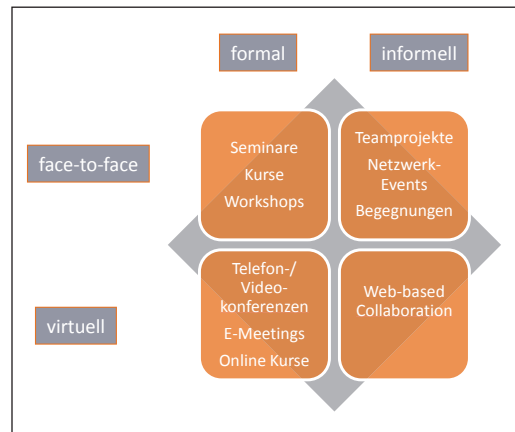 formal
informell
face-to-face
Seminare
Kurse
Workshops
Teamprojekte
Netzwerk-
Events
Begegnungen
virtuell
Telefon-/
Video-
konferenzen
E-Meetings
Online Kurse
Web-based
Collaboration